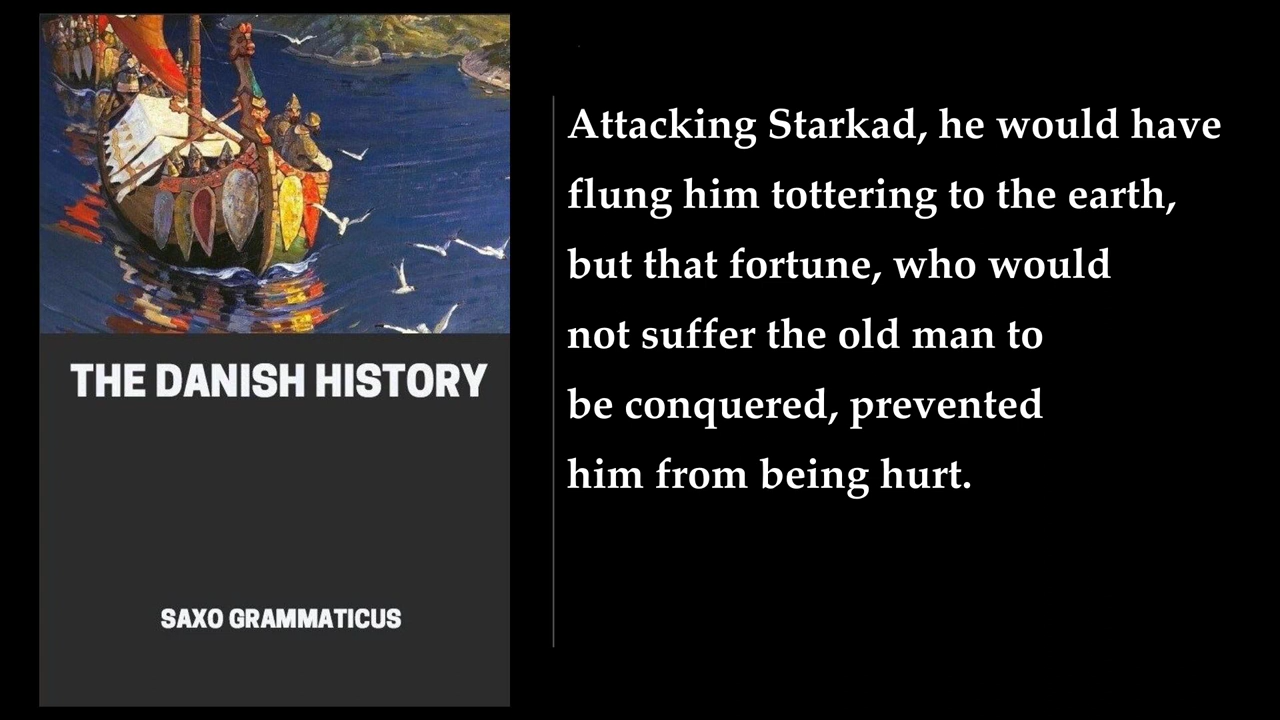 THE DANISH HISTORY
SAXO GRAMMATICUS
Attacking Starkad, he would have
flung him tottering to the earth,
but that fortune, who would
not suffer the old man to
be conquered, prevented
him from being hurt.